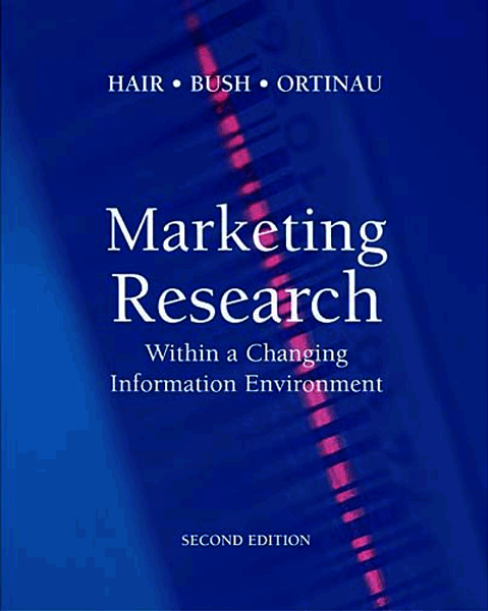 HAIR • BUSH • ORTINAU
Marketing
Research
Within a Changing
Information Environment
SECOND EDITION